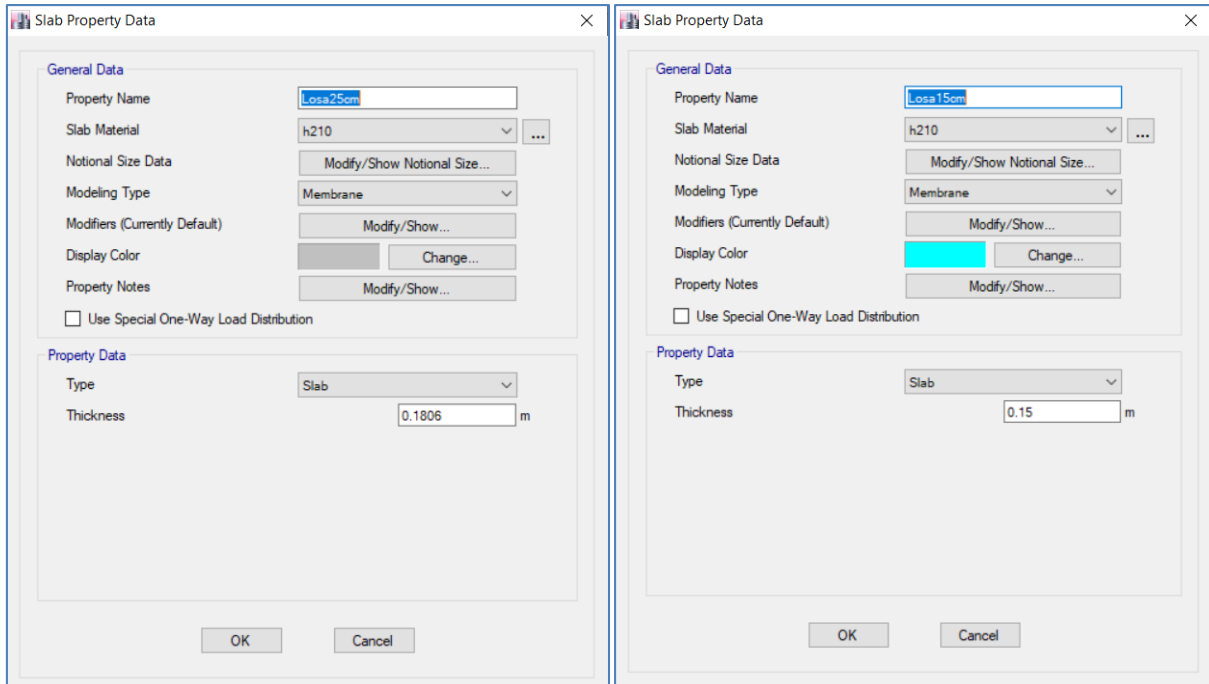 Slab Property Data
General Data
Property Name Losa25cm
Slab Material h210 ...
Notional Size Data Modify/Show Notional Size...
Modeling Type Membrane
Modifiers (Currently Default) Modify/Show...
Display Color Change...
Property Notes Modify/Show...
Use Special One-Way Load Distribution
Property Data
Type Slab
Thickness 0.1806 m
OK Cancel
Slab Property Data
General Data
Property Name Losa15cm
Slab Material h210 ...
Notional Size Data Modify/Show Notional Size...
Modeling Type Membrane
Modifiers (Currently Default) Modify/Show...
Display Color Change...
Property Notes Modify/Show...
Use Special One-Way Load Distribution
Property Data
Type Slab
Thickness 0.15 m
OK Cancel